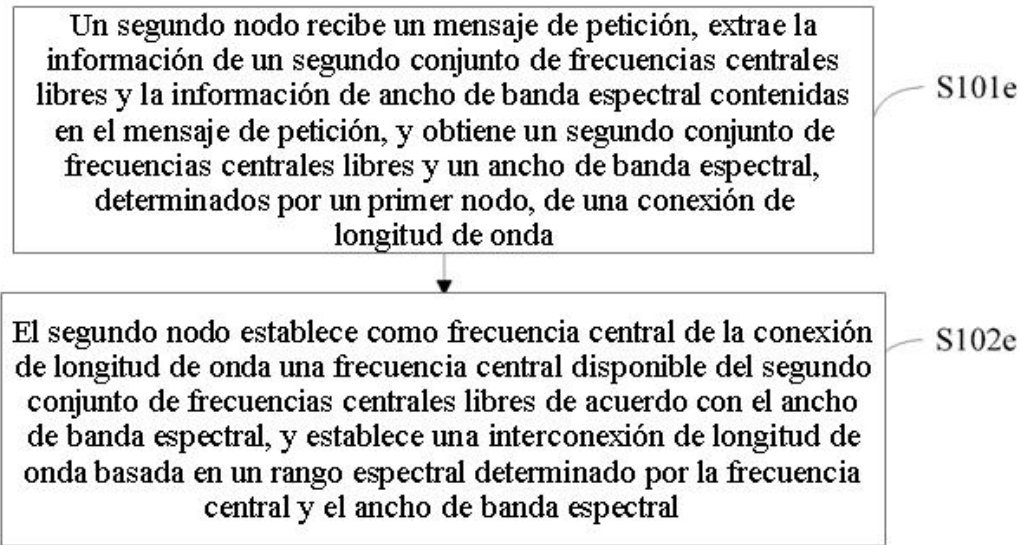 Un segundo nodo recibe un mensaje de petición, extrae la
información de un segundo conjunto de frecuencias centrales
libres y la información de ancho de banda espectral contenidas
en el mensaje de petición, y obtiene un segundo conjunto de
frecuencias centrales libres y un ancho de banda espectral,
determinados por un primer nodo, de una conexión de
longitud de onda
S101e
El segundo nodo establece como frecuencia central de la conexión
de longitud de onda una frecuencia central disponible del segundo
conjunto de frecuencias centrales libres de acuerdo con el ancho
de banda espectral, y establece una interconexión de longitud de
onda basada en un rango espectral determinado por la frecuencia
central y el ancho de banda espectral
S102e